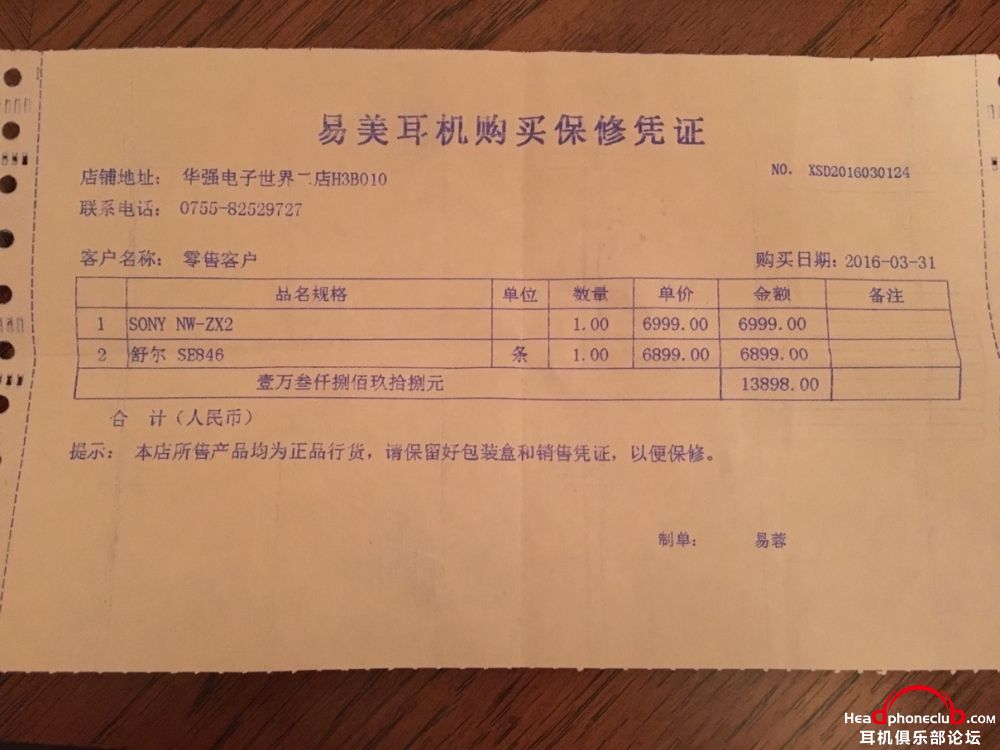 易美耳机购买保修凭证
店铺地址: 华强电子世界二店H3B010 NO. XSD2016030124
联系电话: 0755-82529727
客户名称: 零售客户 购买日期: 2016-03-31
品名规格 单位 数量 单价 金额 备注
1 SONY NW-ZX2 1.00 6999.00 6999.00
2 舒尔 SE846 条 1.00 6899.00 6899.00
壹万叁仟捌佰玖拾捌元 13898.00
合 计(人民币)
提示: 本店所售产品均为正品行货,请保留好包装盒和销售凭证,以便保修。
制单: 易蓉
Headphoneclub.com
耳机俱乐部论坛